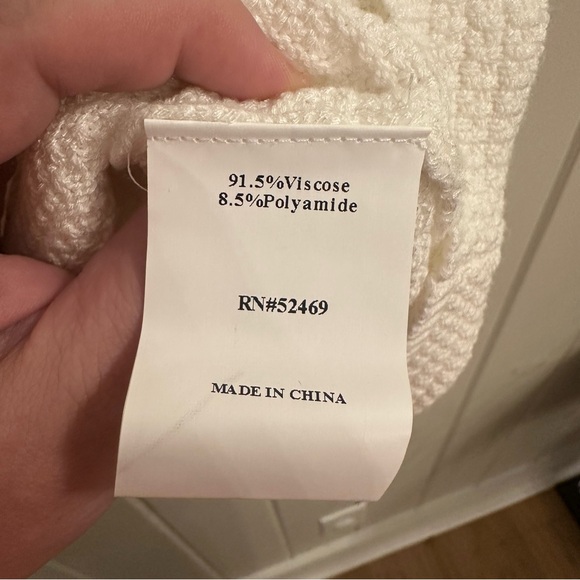 91.5%Viscose
8.5%Polyamide
RN#52469
MADE IN CHINA